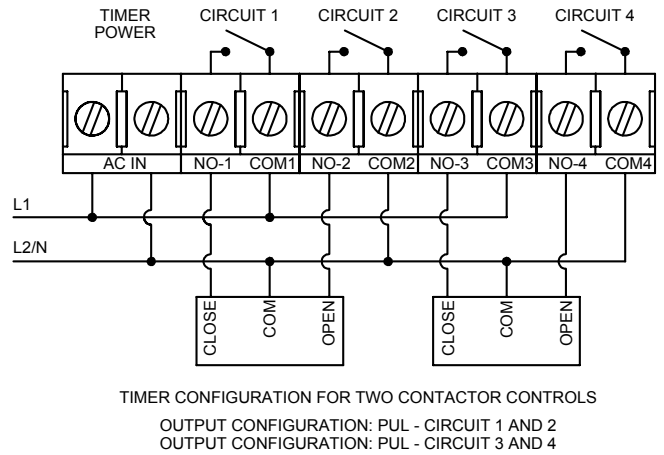 TIMER POWER CIRCUIT 1 CIRCUIT 2 CIRCUIT 3 CIRCUIT 4
AC IN NO-1 COM1 NO-2 COM2 NO-3 COM3 NO-4 COM4
L1
L2/N
CLOSE COM OPEN CLOSE COM OPEN
TIMER CONFIGURATION FOR TWO CONTACTOR CONTROLS
OUTPUT CONFIGURATION: PUL - CIRCUIT 1 AND 2
OUTPUT CONFIGURATION: PUL - CIRCUIT 3 AND 4